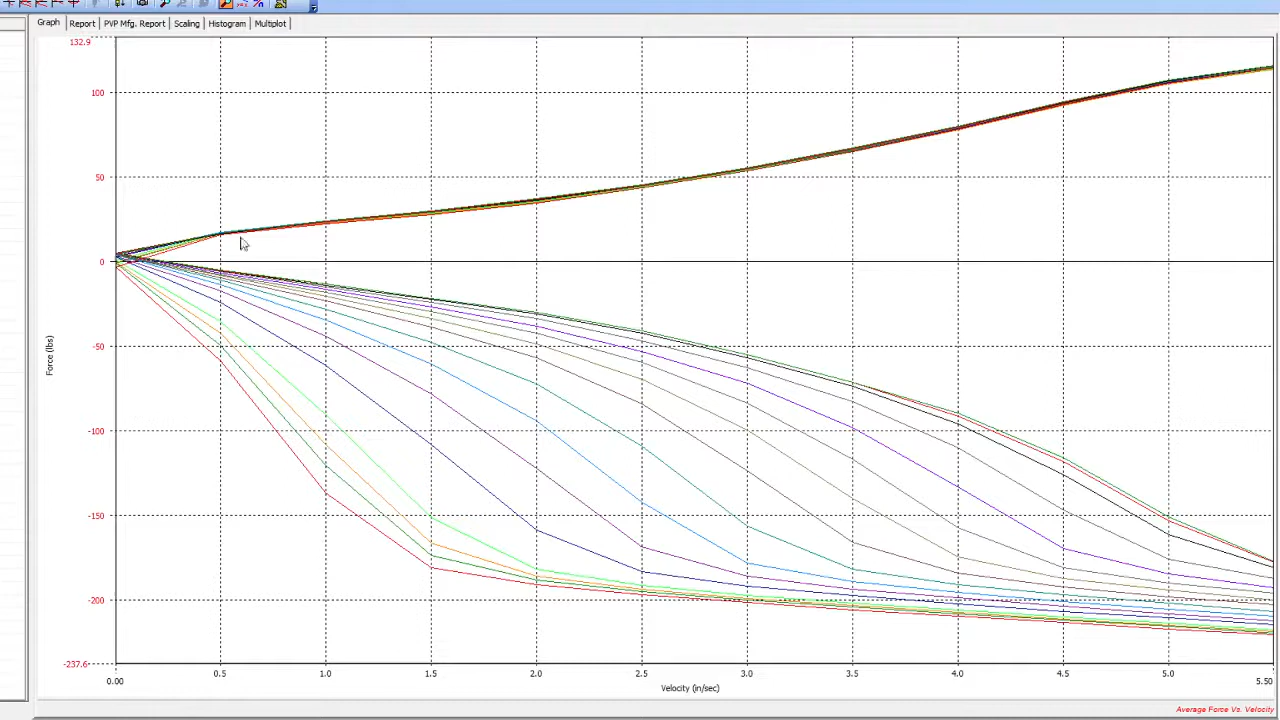 Graph Report PVP Mfg. Report Scaling Histogram Multiplot
132.9
100
50
0
-50
-100
-150
-200
-237.6
Force (lbs)
0.00 0.5 1.0 1.5 2.0 2.5 3.0 3.5 4.0 4.5 5.0 5.50
Velocity (in/sec)
Average Force Vs. Velocity